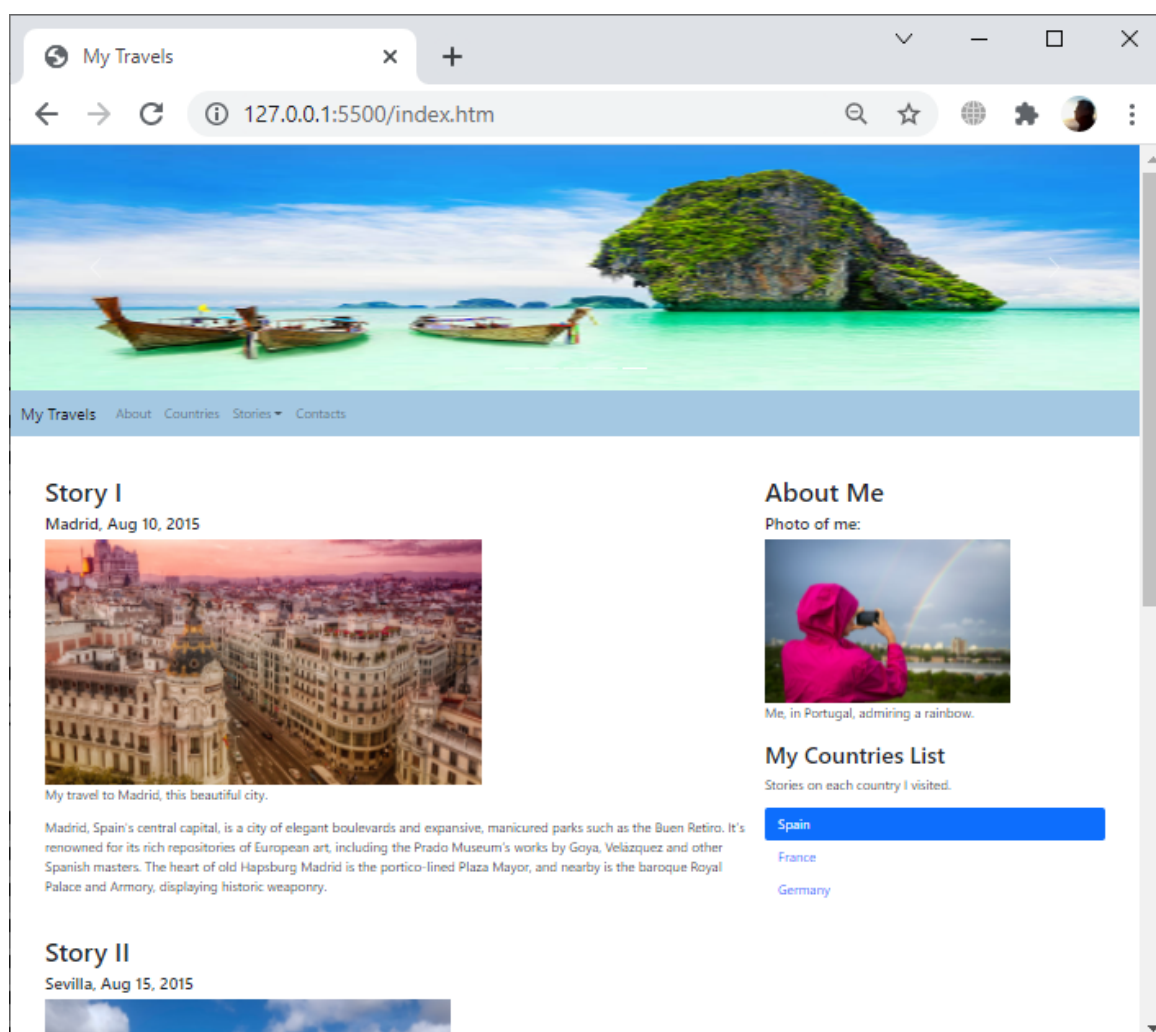 My Travels
127.0.0.1:5500/index.htm
My Travels About Countries Stories Contacts
Story I
Madrid, Aug 10, 2015
My travel to Madrid, this beautiful city.
Madrid, Spain's central capital, is a city of elegant boulevards and expansive, manicured parks such as the Buen Retiro. It's
renowned for its rich repositories of European art, including the Prado Museum's works by Goya, Velázquez and other
Spanish masters. The heart of old Hapsburg Madrid is the portico-lined Plaza Mayor, and nearby is the baroque Royal
Palace and Armory, displaying historic weaponry.
Story II
Sevilla, Aug 15, 2015
About Me
Photo of me:
Me, in Portugal, admiring a rainbow.
My Countries List
Stories on each country I visited.
Spain
France
Germany